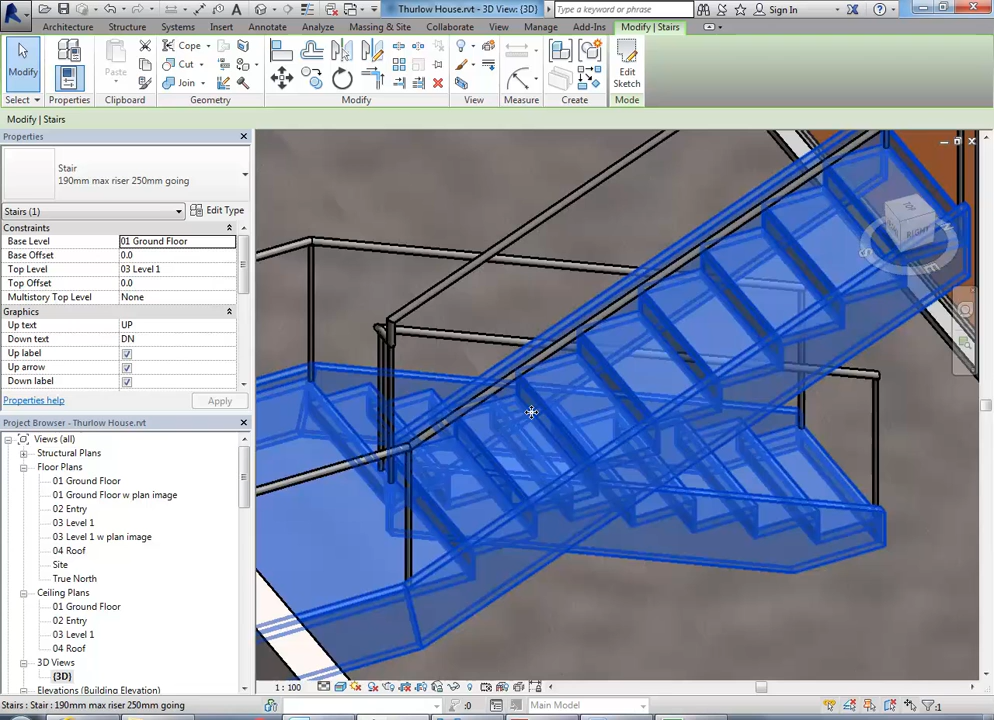 Thurlow House.rvt - 3D View: {3D}
Type a keyword or phrase
Sign In
Architecture
Structure
Systems
Insert
Annotate
Analyze
Massing & Site
Collaborate
View
Manage
Add-Ins
Modify | Stairs
Modify
Paste
Cope
Cut
Join
Edit
Sketch
Select
Properties
Clipboard
Geometry
Modify
View
Measure
Create
Mode
Modify | Stairs
Properties
Stair
190mm max riser 250mm going
Stairs (1)
Edit Type
Constraints
Base Level
01 Ground Floor
Base Offset
0.0
Top Level
03 Level 1
Top Offset
0.0
Multistory Top Level
None
Graphics
Up text
UP
Down text
DN
Up label
Up arrow
Down label
Properties help
Apply
Project Browser - Thurlow House.rvt
Views (all)
Structural Plans
Floor Plans
01 Ground Floor
01 Ground Floor w plan image
02 Entry
03 Level 1
03 Level 1 w plan image
04 Roof
Site
True North
Ceiling Plans
01 Ground Floor
02 Entry
03 Level 1
04 Roof
3D Views
{3D}
Elevations (Building Elevation)
RIGHT
1 : 100
Stairs : Stair : 190mm max riser 250mm going
:0
Main Model
:1